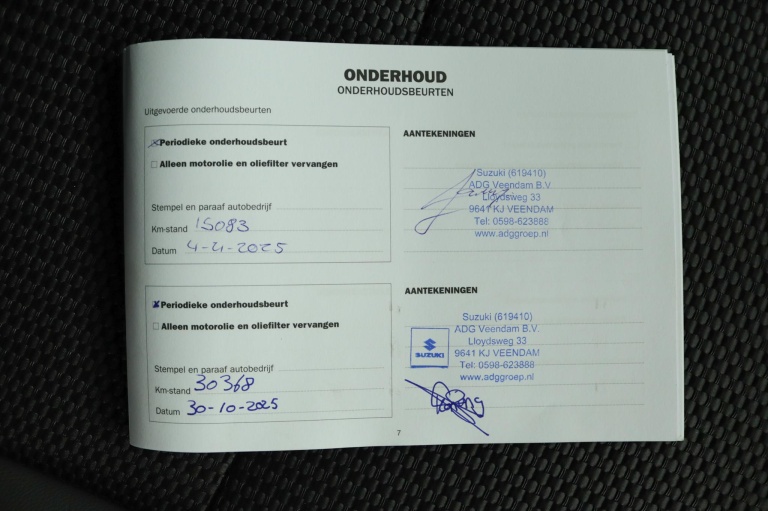 ONDERHOUD
ONDERHOUDSBEURTEN
Uitgevoerde onderhoudsbeurten
Periodieke onderhoudsbeurt
Alleen motorolie en oliefilter vervangen
Stempel en paraaf autobedrijf
Km-stand 15083
Datum 4-4-2025
AANTEKENINGEN
Suzuki (619410)
ADG Veendam B.V
Lloydsweg 33
9641 KJ VEENDAM
Tel: 0598-623888
www.adggroep.nl
Periodieke onderhoudsbeurt
Alleen motorolie en oliefilter vervangen
Stempel en paraaf autobedrijf
Km-stand 30368
Datum 30-10-2025
AANTEKENINGEN
Suzuki (619410)
ADG Veendam B.V.
Lloydsweg 33
9641 KJ VEENDAM
Tel: 0598-623888
www.adggroep.nl
SUZUKI
7